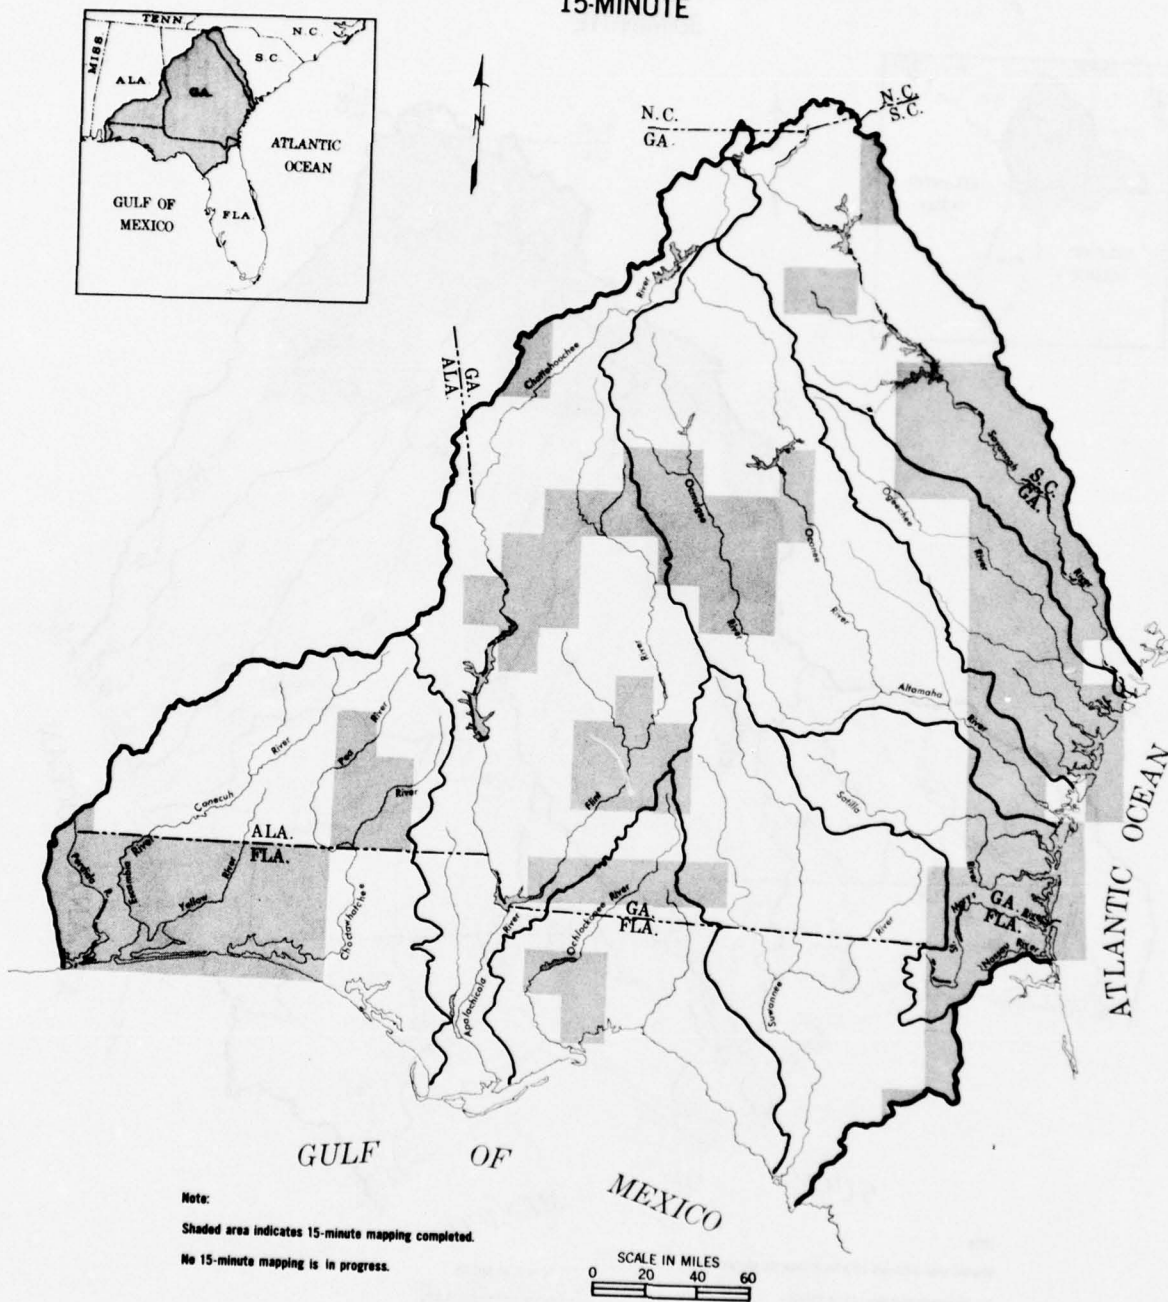 15-MINUTE
TENN.
N.C.
MISS
ALA.
GA.
S.C.
ATLANTIC
OCEAN
GULF OF
MEXICO
FLA.
N.C.
GA.
N.C.
S.C.
GA.
ALA.
Chattahoochee
River
Savannah
S.C.
GA.
River
Ocmulgee
River
Oconee
River
Ogeechee
River
River
Altamaha
River
Pea
River
River
Conecuh
River
Flint
Satilla
River
ALA.
FLA.
Perdido
R
Escambia
River
Yellow
River
Choctawhatchee
Apalachicola
River
Ochlockonee
River
GA.
FLA.
Suwannee
River
St
Marys
River
GA.
FLA.
Nassau
River
ATLANTIC OCEAN
GULF OF MEXICO
Note:
Shaded area indicates 15-minute mapping completed.
No 15-minute mapping is in progress.
SCALE IN MILES
0 20 40 60